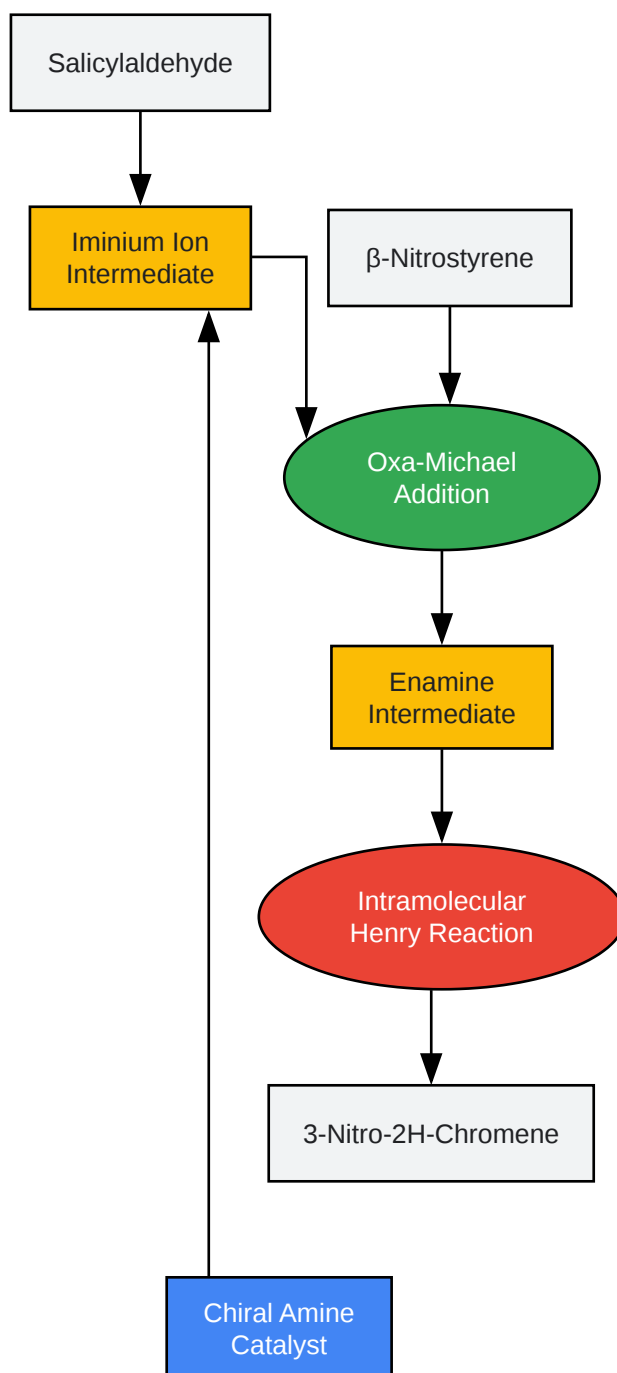 Salicylaldehyde
Iminium Ion
Intermediate
β-Nitrostyrene
Oxa-Michael
Addition
Enamine
Intermediate
Intramolecular
Henry Reaction
3-Nitro-2H-Chromene
Chiral Amine
Catalyst